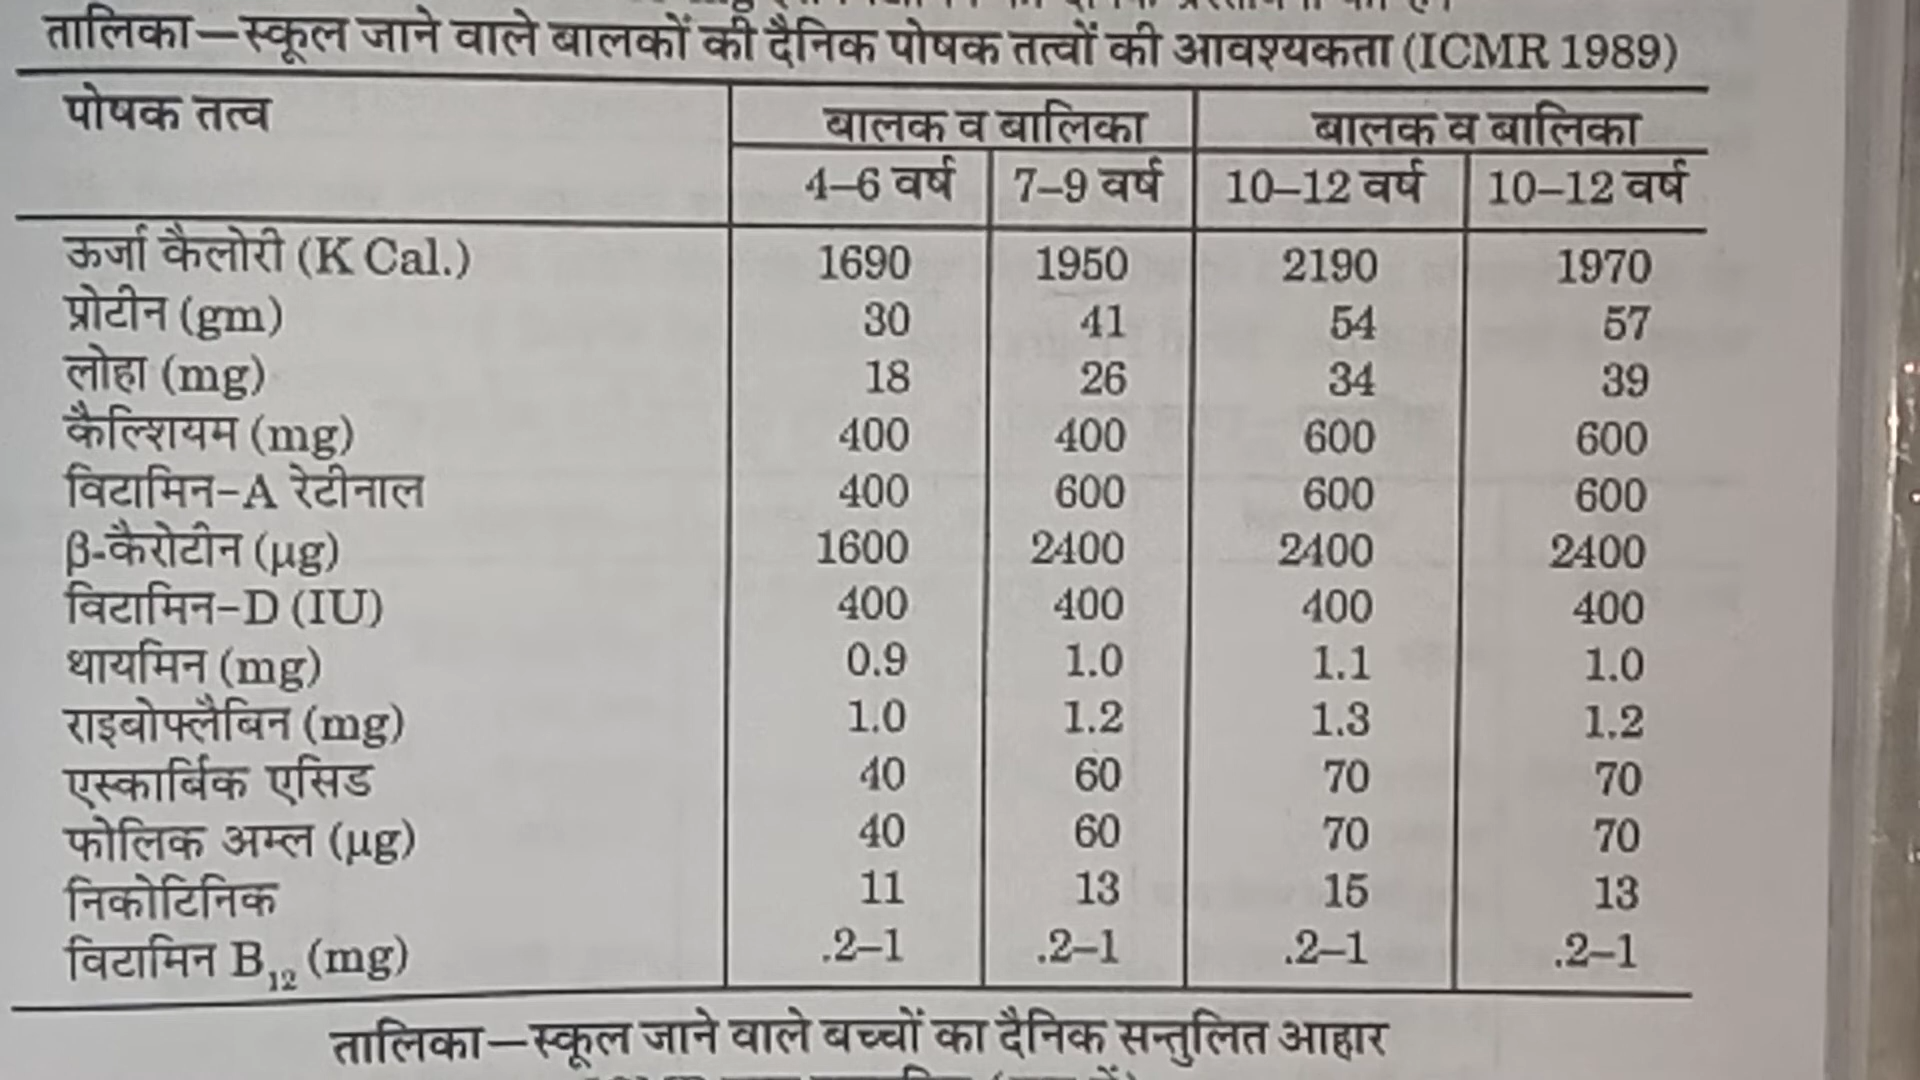 तालिका—स्कूल जाने वाले बालकों की दैनिक पोषक तत्वों की आवश्यकता (ICMR 1989)
पोषक तत्व बालक व बालिका बालक व बालिका
4–6 वर्ष 7–9 वर्ष 10–12 वर्ष 10–12 वर्ष
ऊर्जा कैलोरी (K Cal.) 1690 1950 2190 1970
प्रोटीन (gm) 30 41 54 57
लोहा (mg) 18 26 34 39
कैल्शियम (mg) 400 400 600 600
विटामिन–A रेटीनाल 400 600 600 600
β-कैरोटीन (μg) 1600 2400 2400 2400
विटामिन–D (IU) 400 400 400 400
थायमिन (mg) 0.9 1.0 1.1 1.0
राइबोफ्लैबिन (mg) 1.0 1.2 1.3 1.2
एस्कार्बिक एसिड 40 60 70 70
फोलिक अम्ल (μg) 40 60 70 70
निकोटिनिक 11 13 15 13
विटामिन B₁₂ (mg) .2–1 .2–1 .2–1 .2–1
तालिका—स्कूल जाने वाले बच्चों का दैनिक सन्तुलित आहार